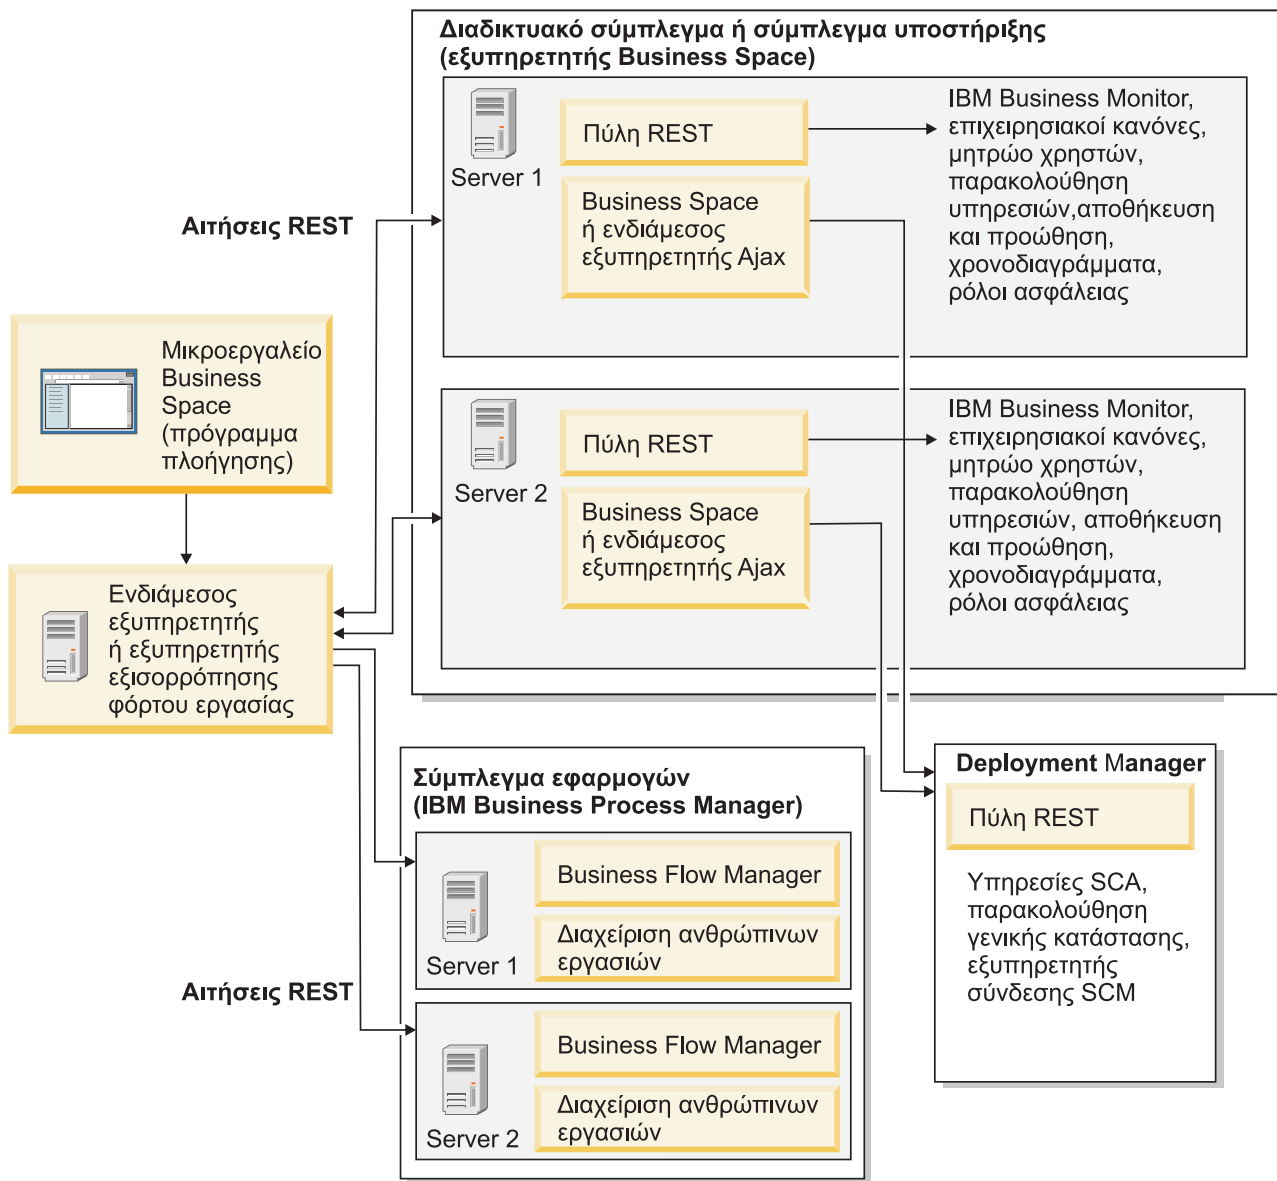 Διαδικτυακό σύμπλεγμα ή σύμπλεγμα υποστήριξης
(εξυπηρετητής Business Space)
Server 1
Πύλη REST
Business Space
ή ενδιάμεσος
εξυπηρετητής Ajax
IBM Business Monitor,
επιχειρησιακοί κανόνες,
μητρώο χρηστών,
παρακολούθηση
υπηρεσιών,αποθήκευση
και προώθηση,
χρονοδιαγράμματα,
ρόλοι ασφάλειας
Αιτήσεις REST
Μικροεργαλείο
Business
Space
(πρόγραμμα
πλοήγησης)
Server 2
Πύλη REST
Business Space
ή ενδιάμεσος
εξυπηρετητής Ajax
IBM Business Monitor,
επιχειρησιακοί κανόνες,
μητρώο χρηστών,
παρακολούθηση
υπηρεσιών, αποθήκευση
και προώθηση,
χρονοδιαγράμματα,
ρόλοι ασφάλειας
Ενδιάμεσος
εξυπηρετητής
ή εξυπηρετητής
εξισορρόπησης
φόρτου εργασίας
Σύμπλεγμα εφαρμογών
(IBM Business Process Manager)
Server 1
Business Flow Manager
Διαχείριση ανθρώπινων
εργασιών
Αιτήσεις REST
Server 2
Business Flow Manager
Διαχείριση ανθρώπινων
εργασιών
Deployment Manager
Πύλη REST
Υπηρεσίες SCA,
παρακολούθηση
γενικής κατάστασης,
εξυπηρετητής
σύνδεσης SCM